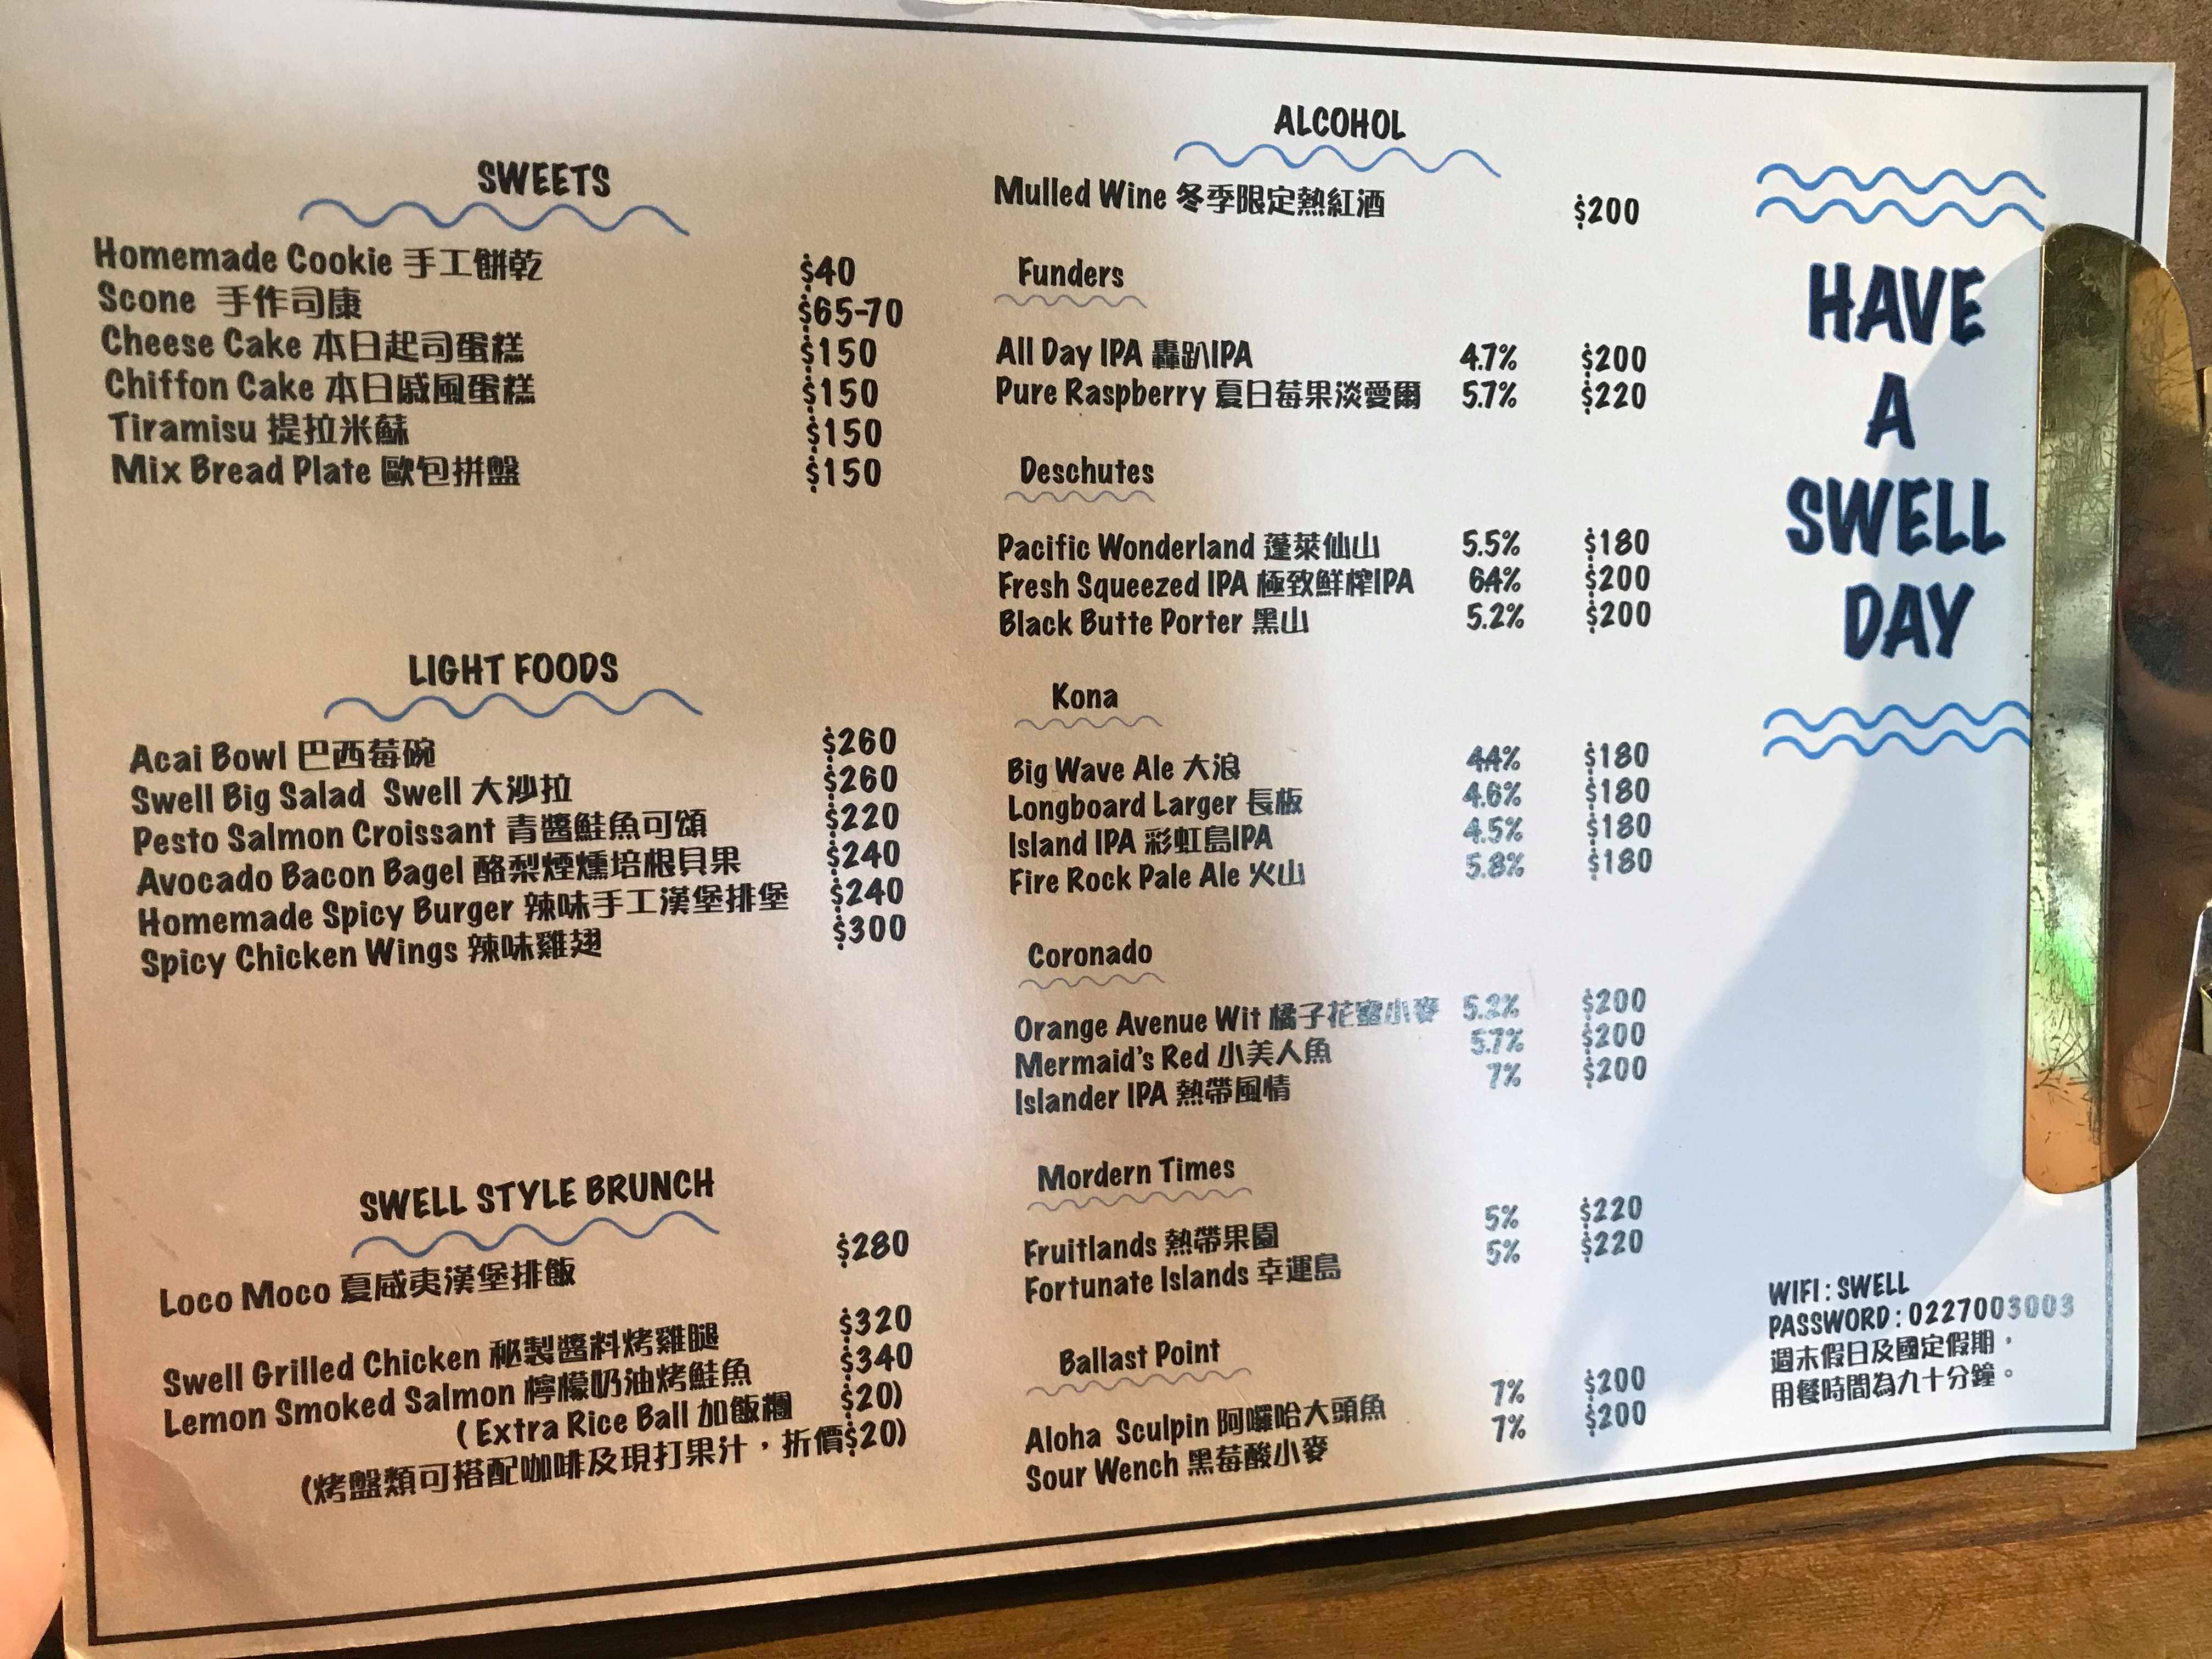 SWEETS
Homemade Cookie 手工餅乾 $40
Scone 手作司康 $65-70
Cheese Cake 本日起司蛋糕 $150
Chiffon Cake 本日戚風蛋糕 $150
Tiramisu 提拉米蘇 $150
Mix Bread Plate 歐包拼盤 $150
LIGHT FOODS
Acai Bowl 巴西莓碗 $260
Swell Big Salad Swell 大沙拉 $260
Pesto Salmon Croissant 青醬鮭魚可頌 $220
Avocado Bacon Bagel 酪梨煙燻培根貝果 $240
Homemade Spicy Burger 辣味手工漢堡排堡 $240
Spicy Chicken Wings 辣味雞翅 $300
SWELL STYLE BRUNCH
Loco Moco 夏威夷漢堡排飯 $280
Swell Grilled Chicken 秘製醬料烤雞腿 $320
Lemon Smoked Salmon 檸檬奶油烤鮭魚 $340
( Extra Rice Ball 加飯糰 $20)
(烤盤類可搭配咖啡及現打果汁，折價$20)
ALCOHOL
Mulled Wine 冬季限定熱紅酒 $200
Funders
All Day IPA 轟趴IPA 4.7% $200
Pure Raspberry 夏日莓果淡愛爾 5.7% $220
Deschutes
Pacific Wonderland 蓬萊仙山 5.5% $180
Fresh Squeezed IPA 極致鮮榨IPA 6.4% $200
Black Butte Porter 黑山 5.2% $200
Kona
Big Wave Ale 大浪 4.4% $180
Longboard Larger 長板 4.6% $180
Island IPA 彩虹島IPA 4.5% $180
Fire Rock Pale Ale 火山 5.8% $180
Coronado
Orange Avenue Wit 橘子花蜜小麥 5.2% $200
Mermaid's Red 小美人魚 5.7% $200
Islander IPA 熱帶風情 7% $200
Mordern Times
Fruitlands 熱帶果園 5% $220
Fortunate Islands 幸運島 5% $220
Ballast Point
Aloha Sculpin 阿囉哈大頭魚 7% $200
Sour Wench 黑莓酸小麥 7% $200
HAVE
A
SWELL
DAY
WIFI : SWELL
PASSWORD : 0227003003
週末假日及國定假期，
用餐時間為九十分鐘。